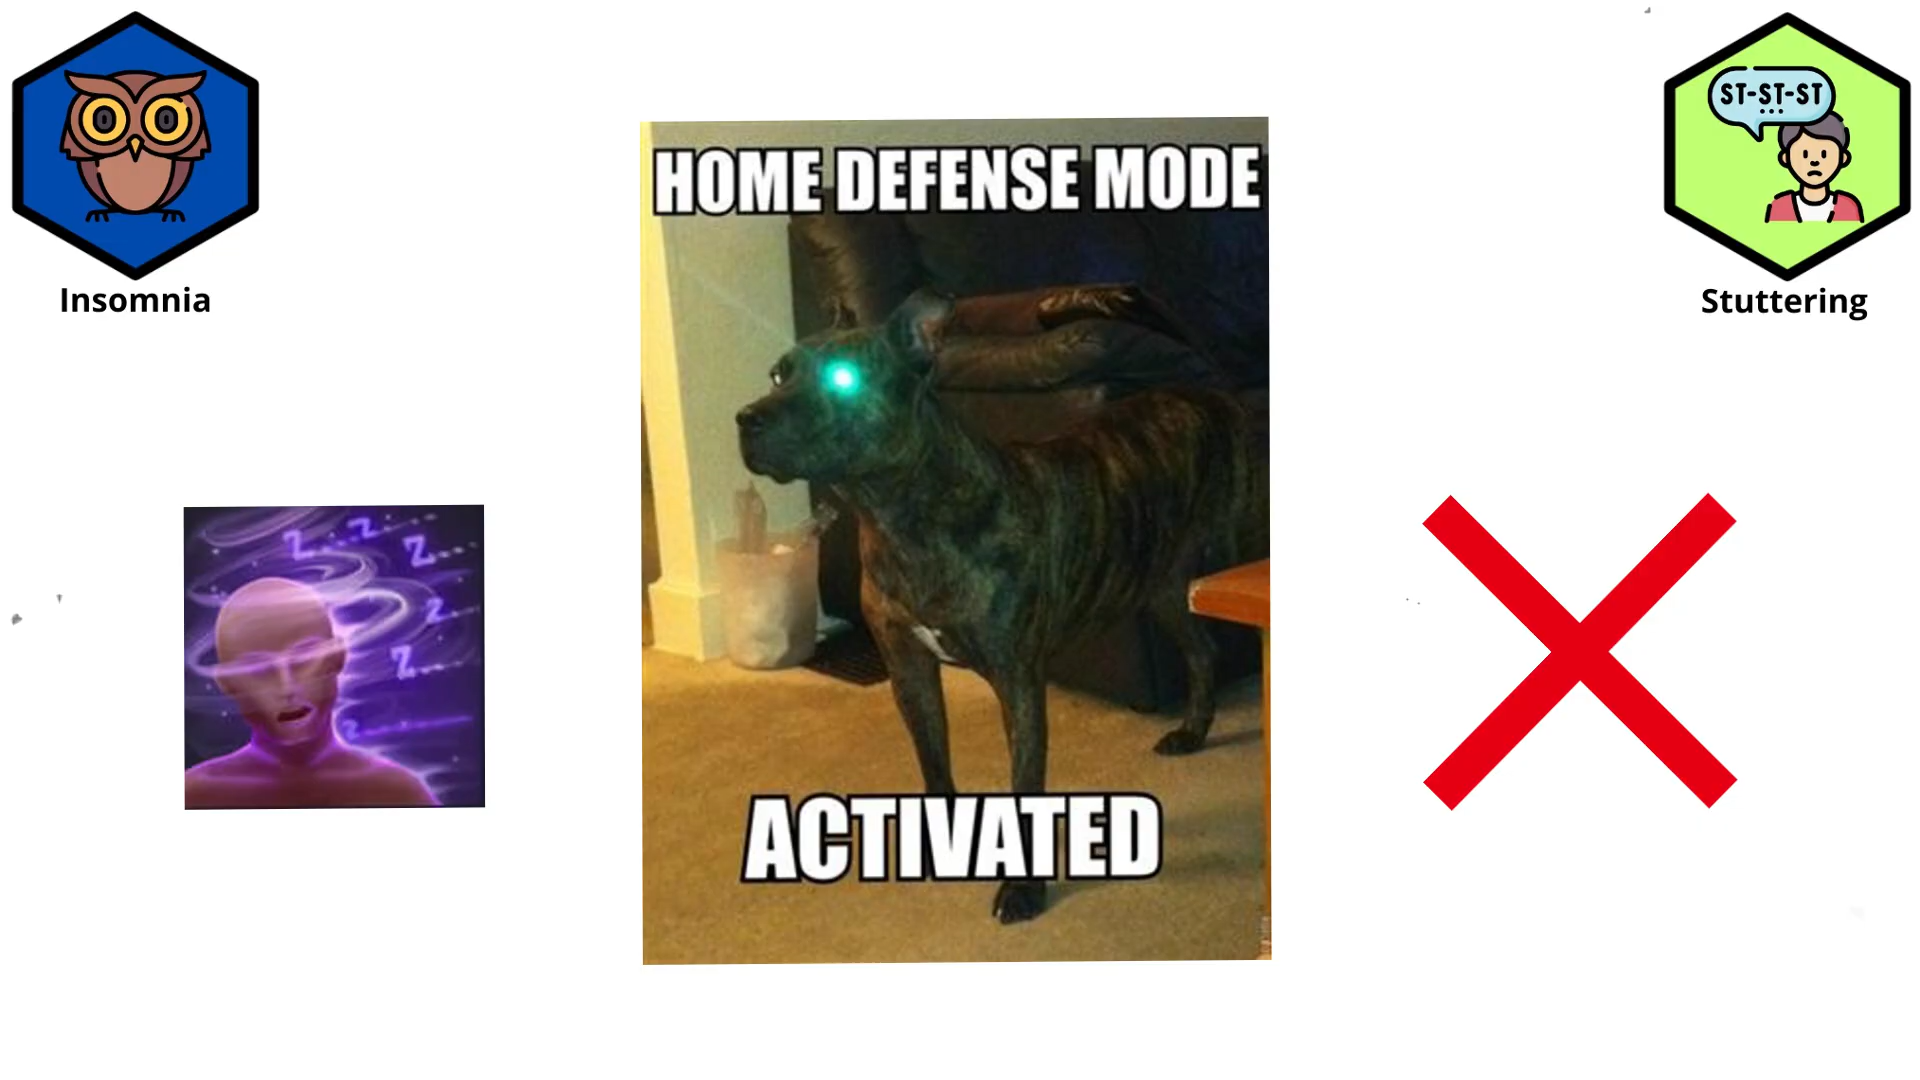 HOME DEFENSE MODE
ST-ST-ST
...
Insomnia
Stuttering
Z...Z...
Z...
Z...
Z...
Z...
ACTIVATED